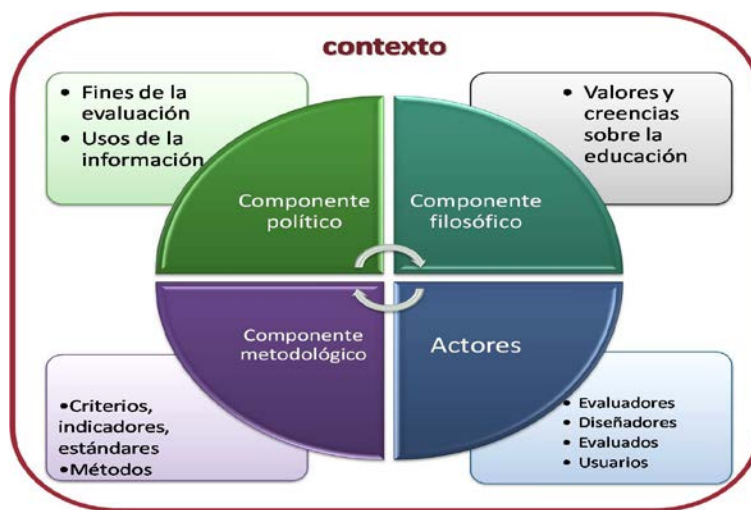 contexto
• Fines de la
evaluación
• Usos de la
información
• Valores y
creencias
sobre la
educación
Componente
político
Componente
filosófico
Componente
metodológico
Actores
•Criterios,
indicadores,
estándares
•Métodos
• Evaluadores
• Diseñadores
• Evaluados
• Usuarios